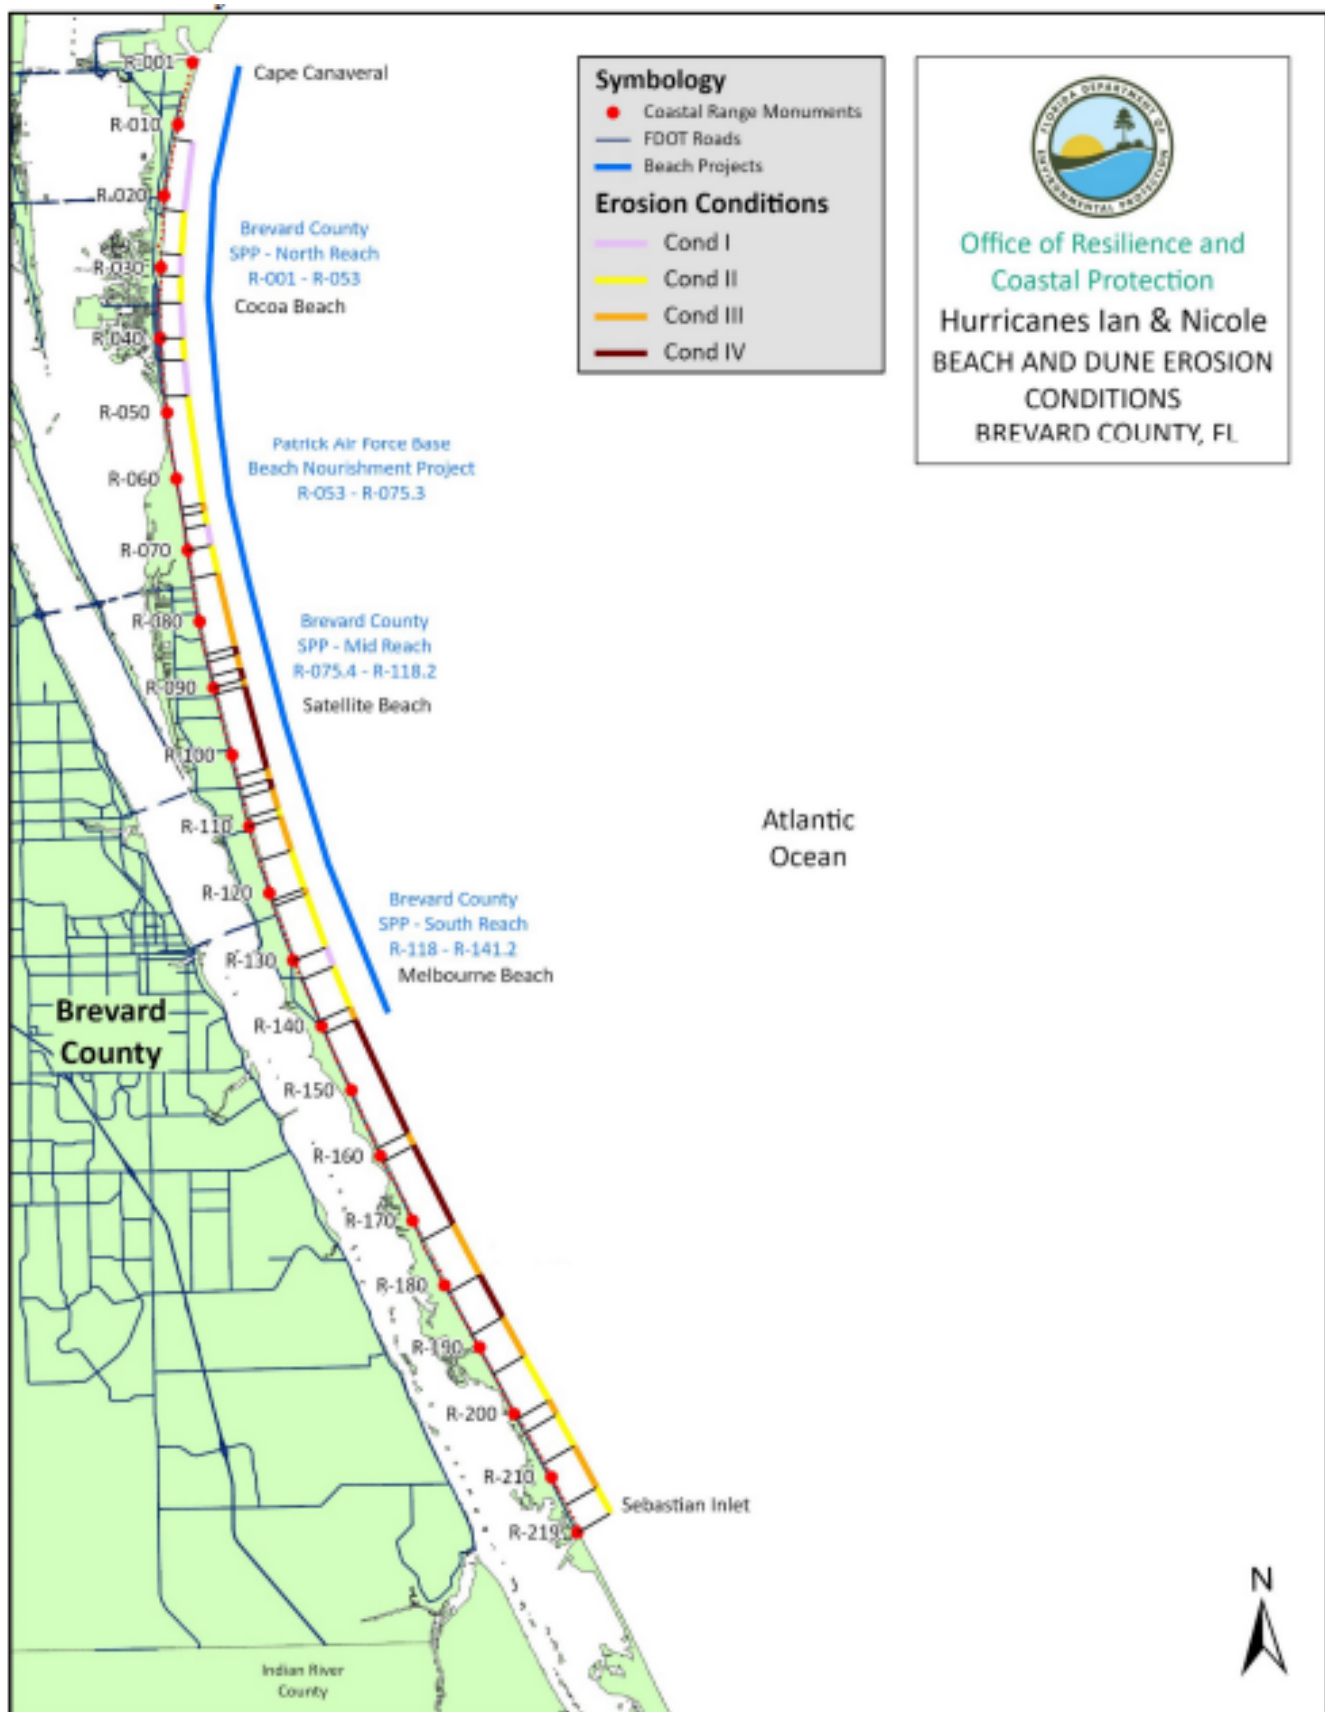 R-001
Cape Canaveral
R-010
R-020
Brevard County
SPP - North Reach
R-001 - R-053
R-030
Cocoa Beach
R-040
R-050
Patrick Air Force Base
Beach Nourishment Project
R-053 - R-075.3
R-060
R-070
R-080
Brevard County
SPP - Mid Reach
R-075.4 - R-118.2
R-090
Satellite Beach
R-100
R-110
R-120
Brevard County
SPP - South Reach
R-118 - R-141.2
R-130
Melbourne Beach
Brevard
County
R-140
R-150
R-160
R-170
R-180
R-190
R-200
R-210
Sebastian Inlet
R-219
Indian River
County
Atlantic
Ocean
Symbology
Coastal Range Monuments
FDOT Roads
Beach Projects
Erosion Conditions
Cond I
Cond II
Cond III
Cond IV
FLORIDA DEPARTMENT OF
ENVIRONMENTAL PROTECTION
Office of Resilience and
Coastal Protection
Hurricanes Ian & Nicole
BEACH AND DUNE EROSION
CONDITIONS
BREVARD COUNTY, FL
N